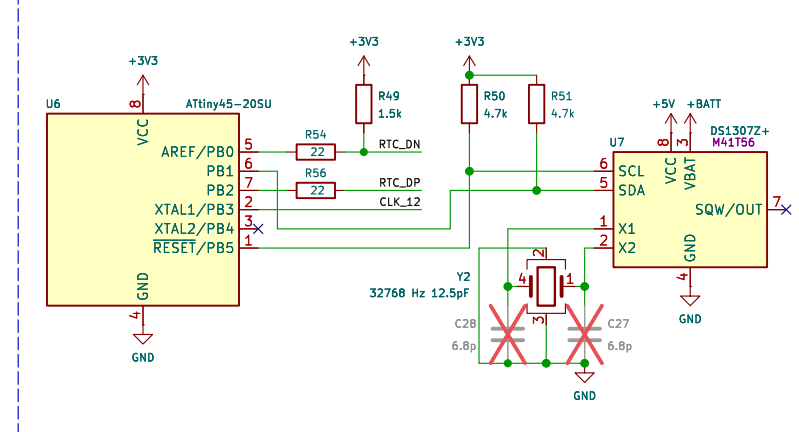 +3V3
+3V3
+3V3
U6
ATtiny45-20SU
8
VCC
AREF/PB0
5
PB1
6
PB2
7
XTAL1/PB3
2
XTAL2/PB4
3
RESET/PB5
1
GND
4
GND
R54
22
R56
22
R49
1.5k
RTC_DN
RTC_DP
CLK_12
R50
4.7k
R51
4.7k
+5V
+BATT
U7
DS1307Z+
M41T56
8
VCC
3
VBAT
6
SCL
5
SDA
1
X1
2
X2
SQW/OUT
7
GND
4
GND
Y2
32768 Hz 12.5pF
2
4
1
3
C28
6.8p
C27
6.8p
GND